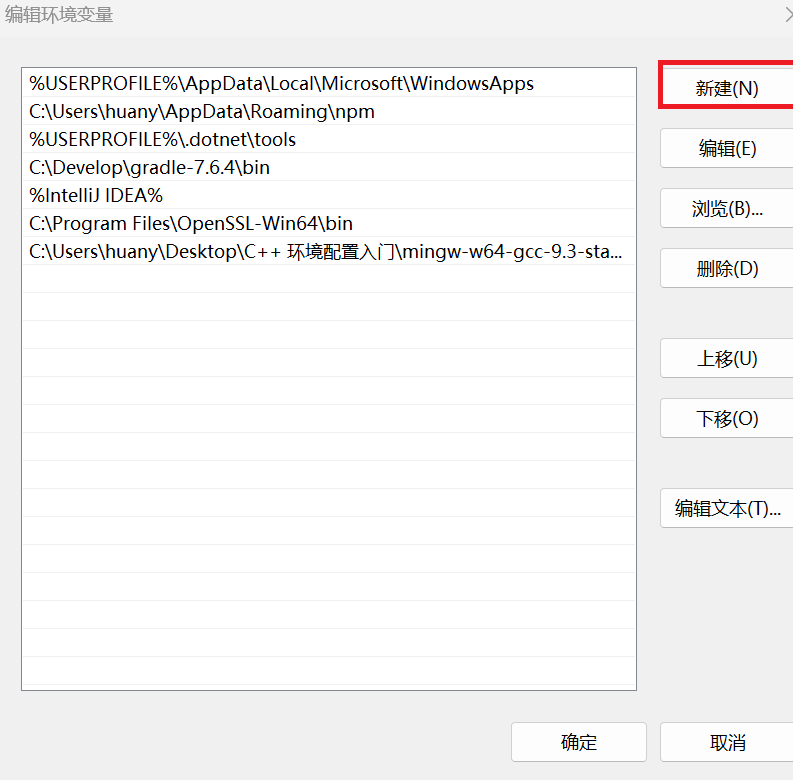 编辑环境变量
%USERPROFILE%\AppData\Local\Microsoft\WindowsApps
C:\Users\huany\AppData\Roaming\npm
%USERPROFILE%\.dotnet\tools
C:\Develop\gradle-7.6.4\bin
%IntelliJ IDEA%
C:\Program Files\OpenSSL-Win64\bin
C:\Users\huany\Desktop\C++ 环境配置入门\mingw-w64-gcc-9.3-sta...
新建(N)
编辑(E)
浏览(B)...
删除(D)
上移(U)
下移(O)
编辑文本(T)...
确定
取消